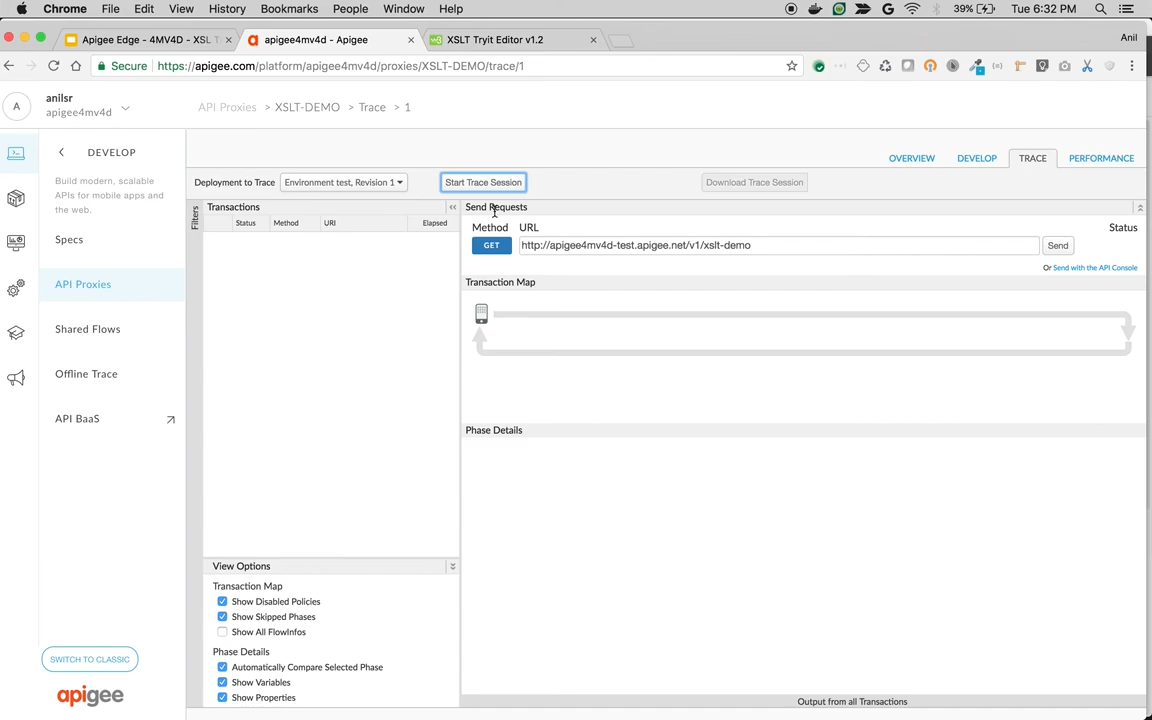 Chrome File Edit View History Bookmarks People Window Help 39% Tue 6:32 PM
Apigee Edge - 4MV4D - XSL T × apigee4mv4d - Apigee × XSLT Tryit Editor v1.2 × Anil
Secure https://apigee.com/platform/apigee4mv4d/proxies/XSLT-DEMO/trace/1
A anilsr
apigee4mv4d
API Proxies > XSLT-DEMO > Trace > 1
DEVELOP
Build modern, scalable
APIs for mobile apps and
the web.
Specs
API Proxies
Shared Flows
Offline Trace
API BaaS
SWITCH TO CLASSIC
apigee
OVERVIEW DEVELOP TRACE PERFORMANCE
Deployment to Trace Environment test, Revision 1 Start Trace Session Download Trace Session
Filters
Transactions
Status Method URI Elapsed
Send Requests
Method URL Status
GET http://apigee4mv4d-test.apigee.net/v1/xslt-demo Send
Or Send with the API Console
Transaction Map
Phase Details
View Options
Transaction Map
Show Disabled Policies
Show Skipped Phases
Show All FlowInfos
Phase Details
Automatically Compare Selected Phase
Show Variables
Show Properties
Output from all Transactions